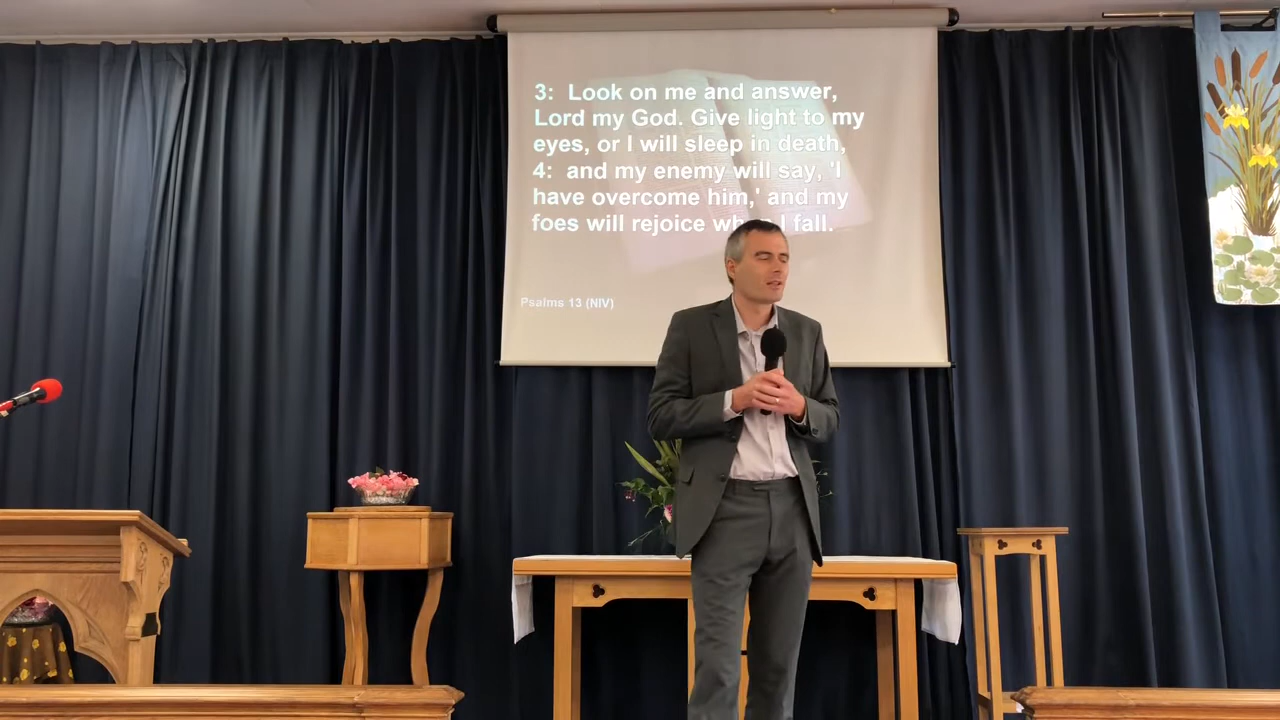 3: Look on me and answer,
Lord my God. Give light to my
eyes, or I will sleep in death,
4: and my enemy will say, 'I
have overcome him,' and my
foes will rejoice when I fall.
Psalms 13 (NIV)